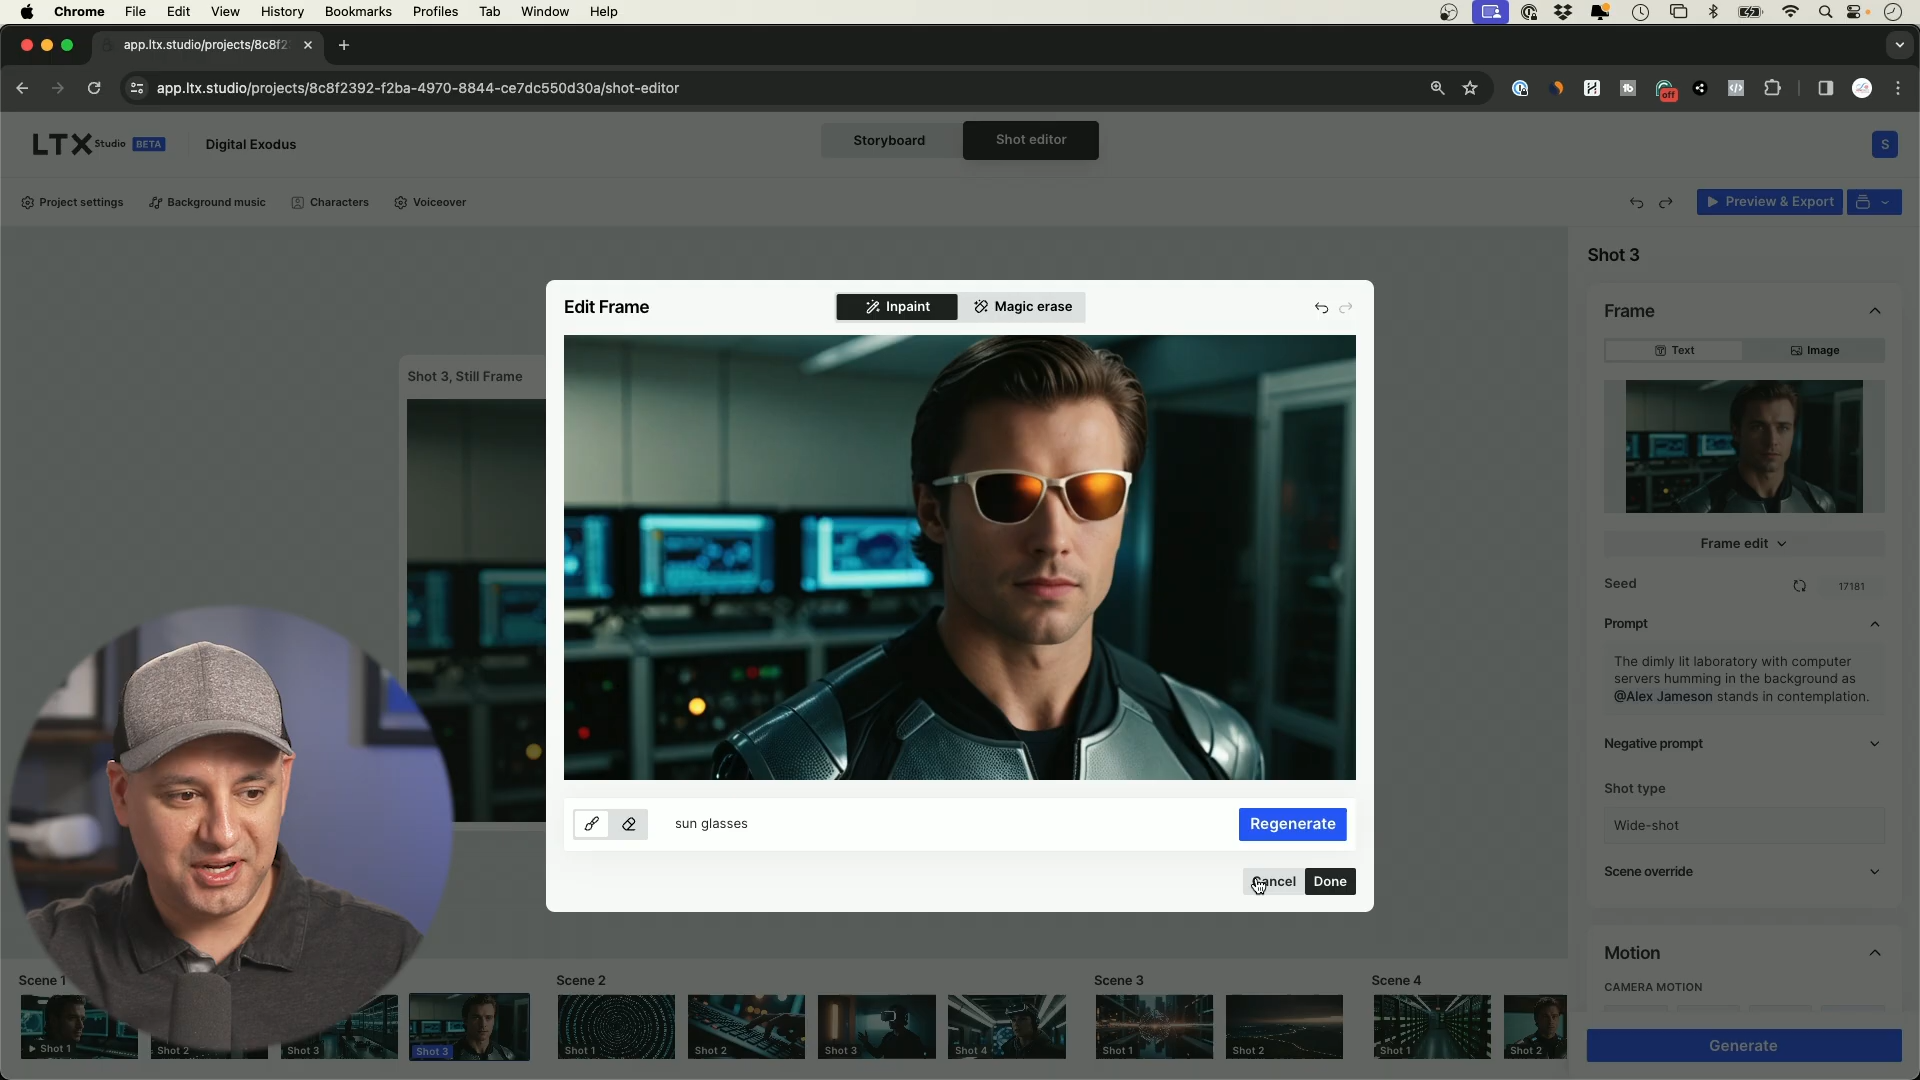 Chrome File Edit View History Bookmarks Profiles Tab Window Help
app.ltx.studio/projects/8c8f2
app.ltx.studio/projects/8c8f2392-f2ba-4970-8844-ce7dc550d30a/shot-editor
off
LTX Studio BETA Digital Exodus Storyboard Shot editor S
Project settings Background music Characters Voiceover Preview & Export
Shot 3
Edit Frame Inpaint Magic erase
Frame
Text Image
Shot 3, Still Frame
Frame edit
Seed 17181
Prompt
The dimly lit laboratory with computer
servers humming in the background as
@Alex Jameson stands in contemplation.
Negative prompt
Shot type
Wide-shot
sun glasses Regenerate
Scene override
Cancel Done
Motion
CAMERA MOTION
Scene 1 Scene 2 Scene 3 Scene 4
Shot 1 Shot 2 Shot 3 Shot 3 Shot 1 Shot 2 Shot 3 Shot 4 Shot 1 Shot 2 Shot 1 Shot 2
Generate